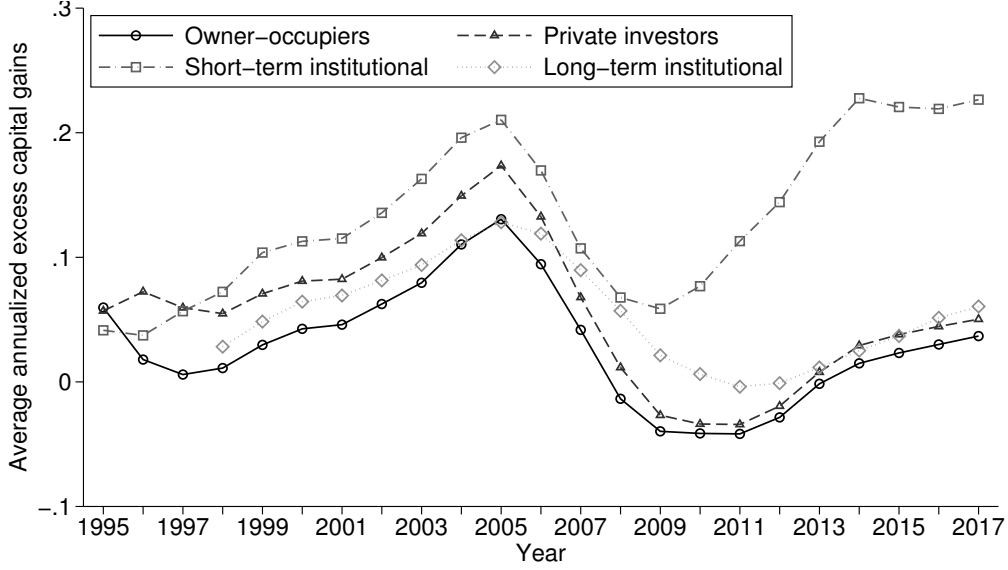 .3
Owner−occupiers
Private investors
Short−term institutional
Long−term institutional
Average annualized excess capital gains
.2
.1
0
−.1
1995 1997 1999 2001 2003 2005 2007 2009 2011 2013 2015 2017
Year